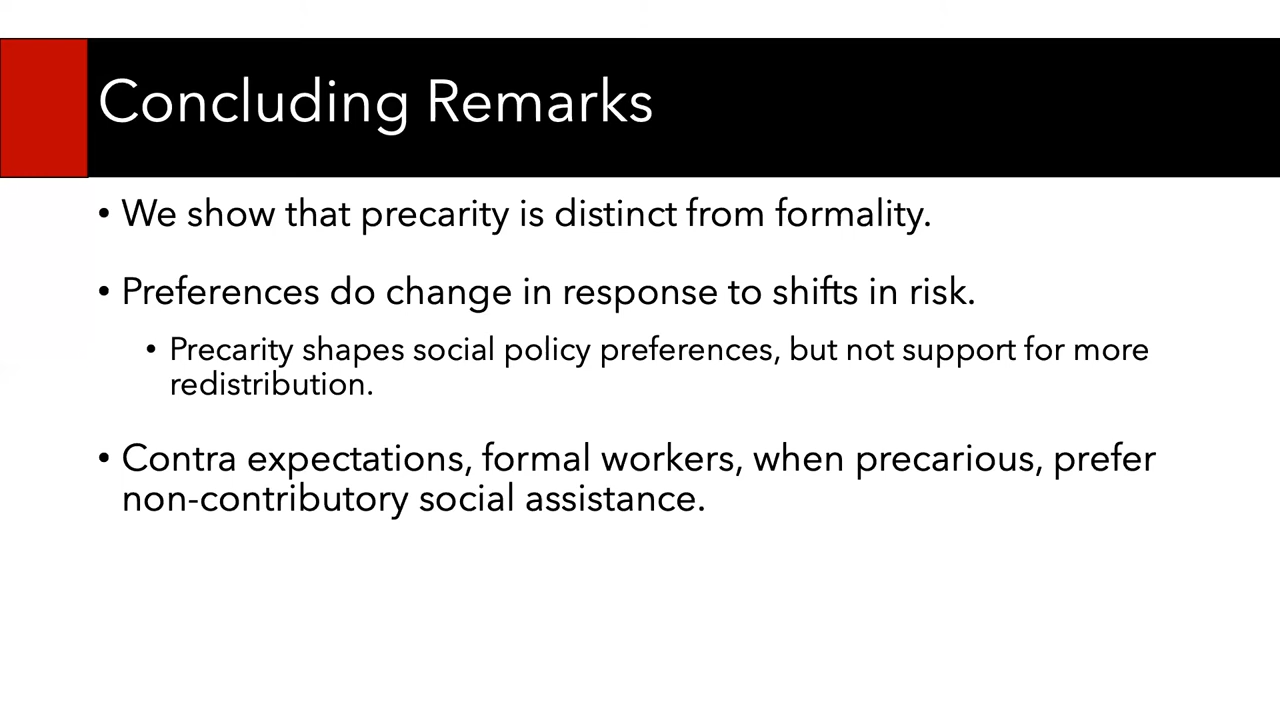 Concluding Remarks
• We show that precarity is distinct from formality.
• Preferences do change in response to shifts in risk.
• Precarity shapes social policy preferences, but not support for more
redistribution.
• Contra expectations, formal workers, when precarious, prefer
non-contributory social assistance.